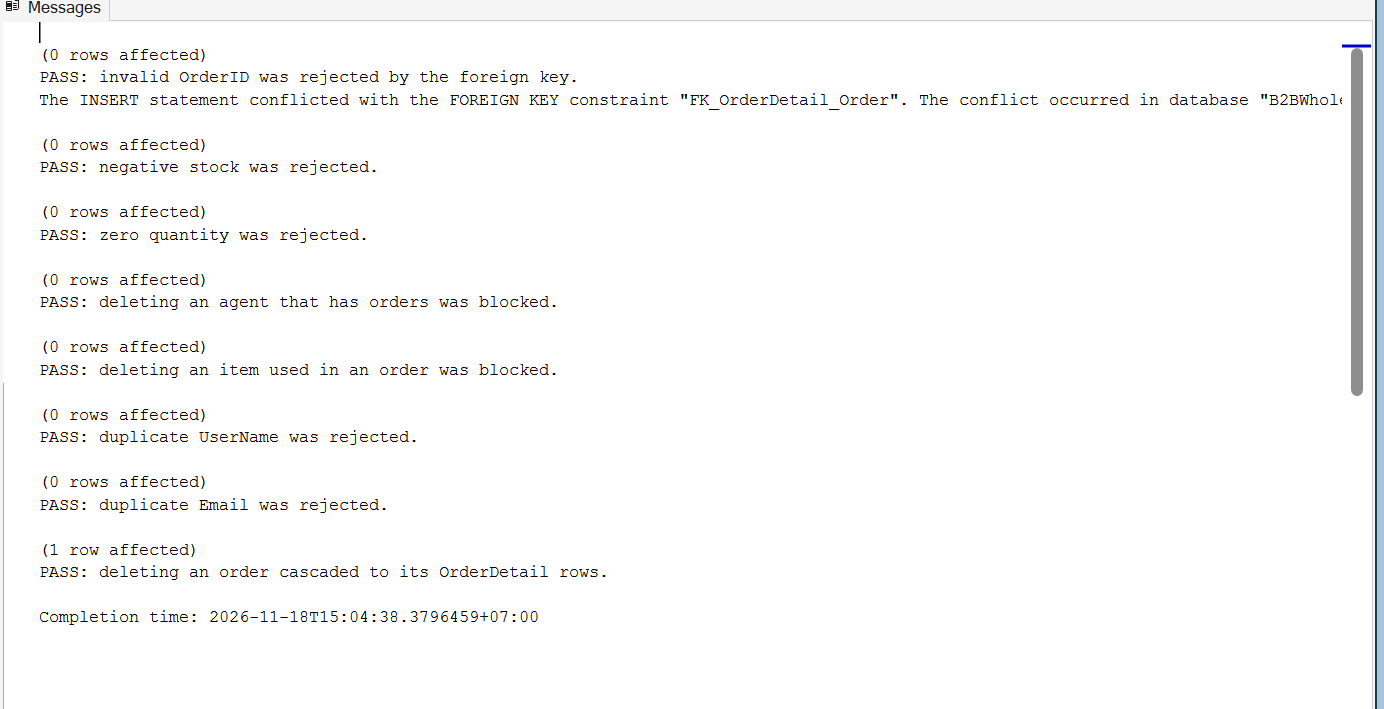 Messages
(0 rows affected)
PASS: invalid OrderID was rejected by the foreign key.
The INSERT statement conflicted with the FOREIGN KEY constraint "FK_OrderDetail_Order". The conflict occurred in database "B2BWhole
(0 rows affected)
PASS: negative stock was rejected.
(0 rows affected)
PASS: zero quantity was rejected.
(0 rows affected)
PASS: deleting an agent that has orders was blocked.
(0 rows affected)
PASS: deleting an item used in an order was blocked.
(0 rows affected)
PASS: duplicate UserName was rejected.
(0 rows affected)
PASS: duplicate Email was rejected.
(1 row affected)
PASS: deleting an order cascaded to its OrderDetail rows.
Completion time: 2026-11-18T15:04:38.3796459+07:00